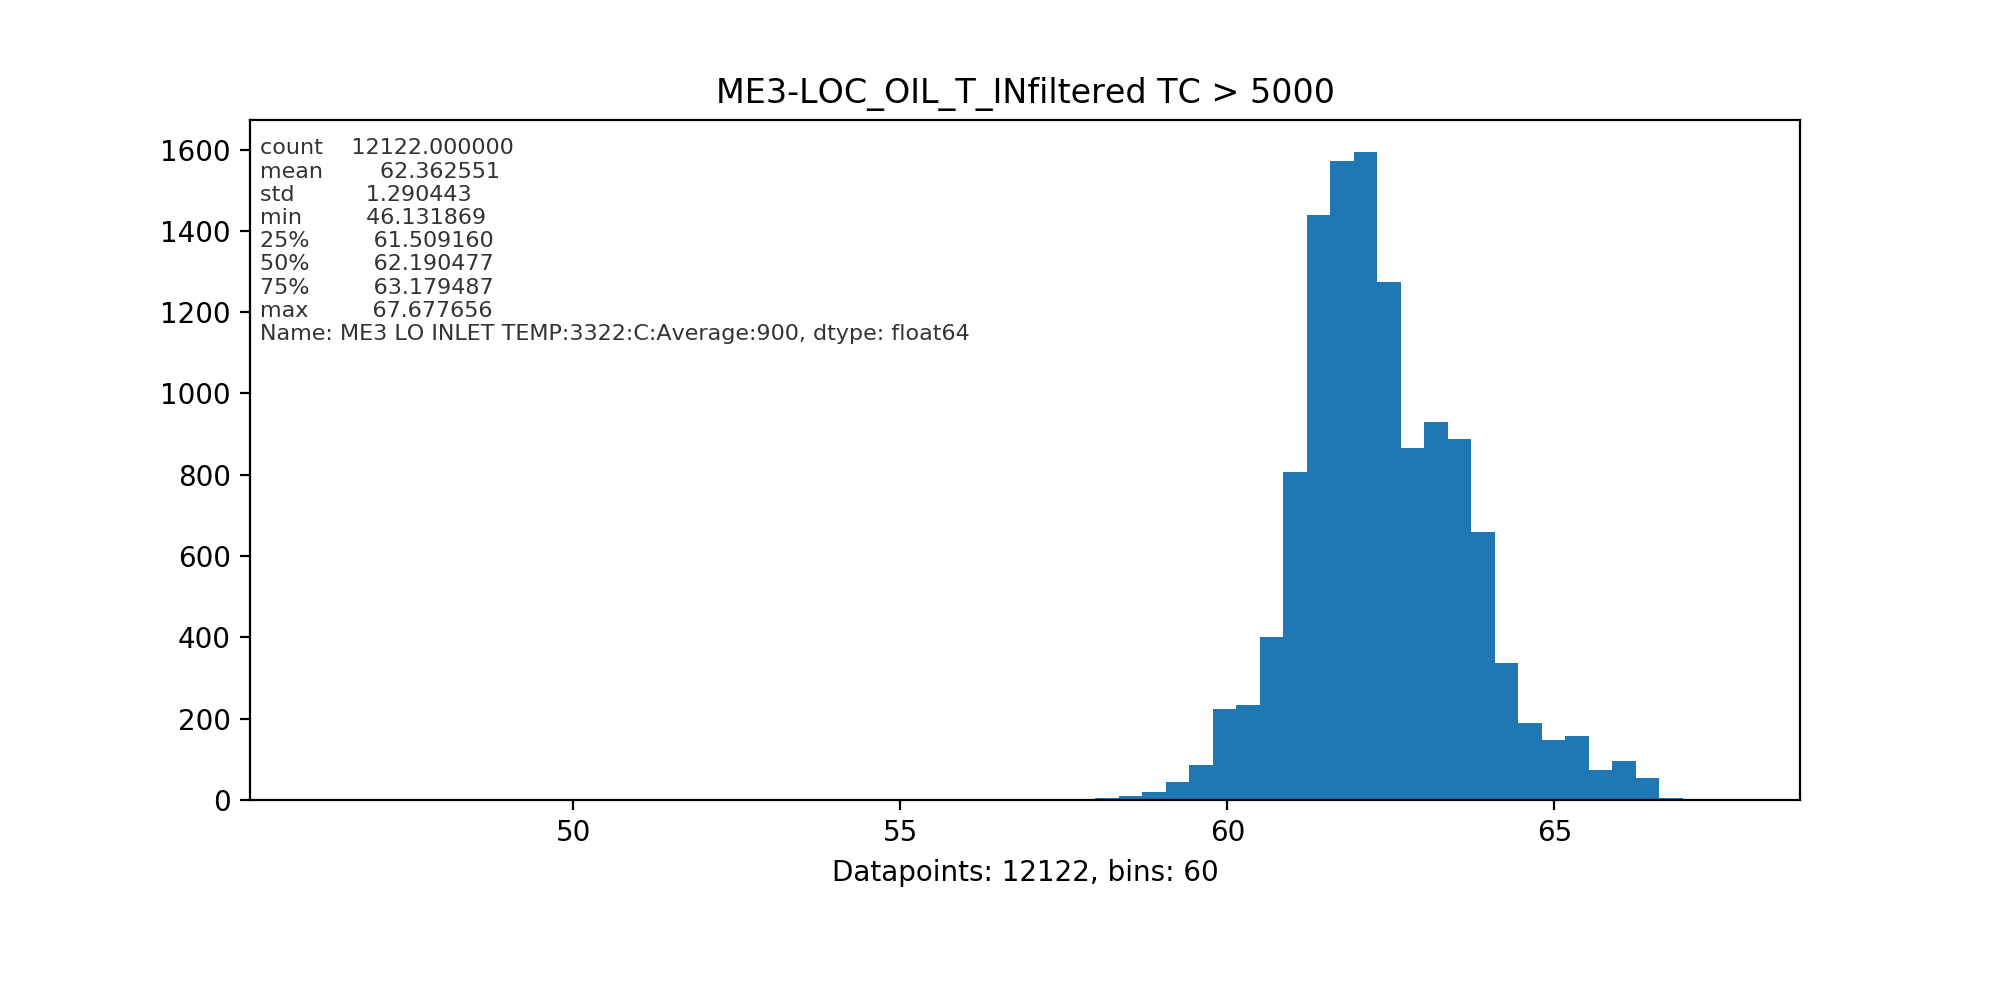 ME3-LOC_OIL_T_INfiltered TC > 5000
1600
1400
1200
1000
800
600
400
200
0
count 12122.000000
mean 62.362551
std 1.290443
min 46.131869
25% 61.509160
50% 62.190477
75% 63.179487
max 67.677656
Name: ME3 LO INLET TEMP:3322:C:Average:900, dtype: float64
50 55 60 65
Datapoints: 12122, bins: 60